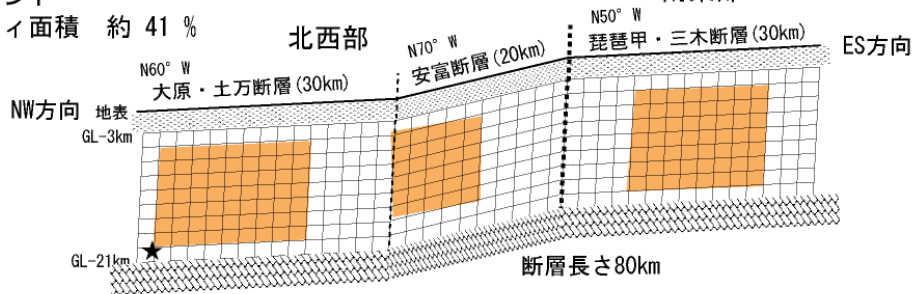 ィ面積 約 41 %
北西部
N60° W
大原・土万断層(30km)
N70° W
安富断層(20km)
N50° W
琵琶甲・三木断層(30km)
ES方向
NW方向
地表
GL-3km
GL-21km
断層長さ80km